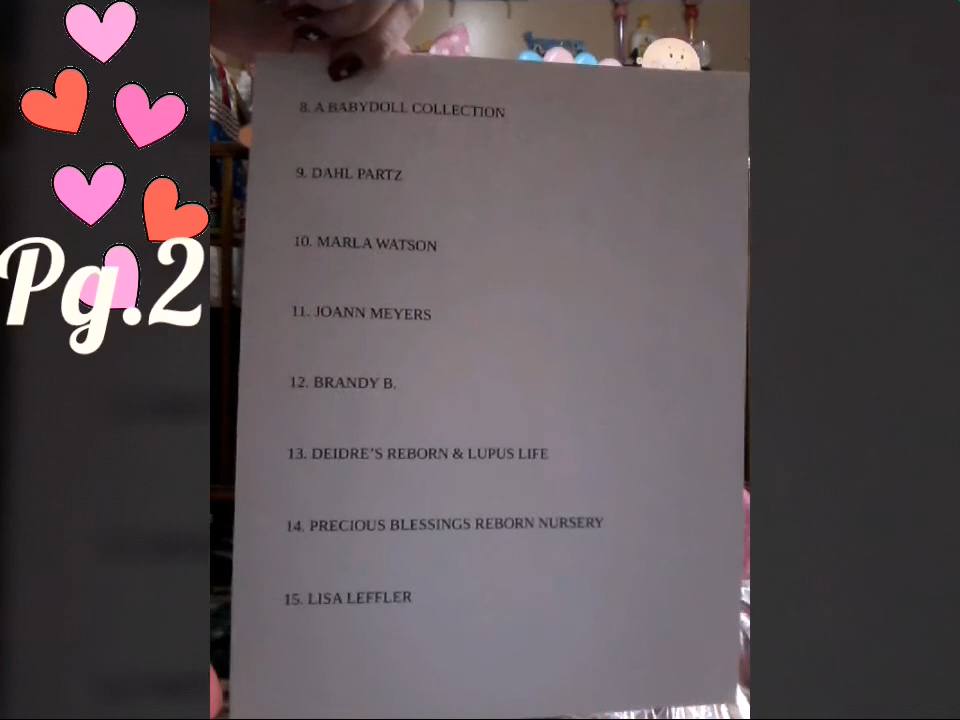 Pg.2
8. A BABYDOLL COLLECTION
9. DAHL PARTZ
10. MARLA WATSON
11. JOANN MEYERS
12. BRANDY B.
13. DEIDRE'S REBORN & LUPUS LIFE
14. PRECIOUS BLESSINGS REBORN NURSERY
15. LISA LEFFLER